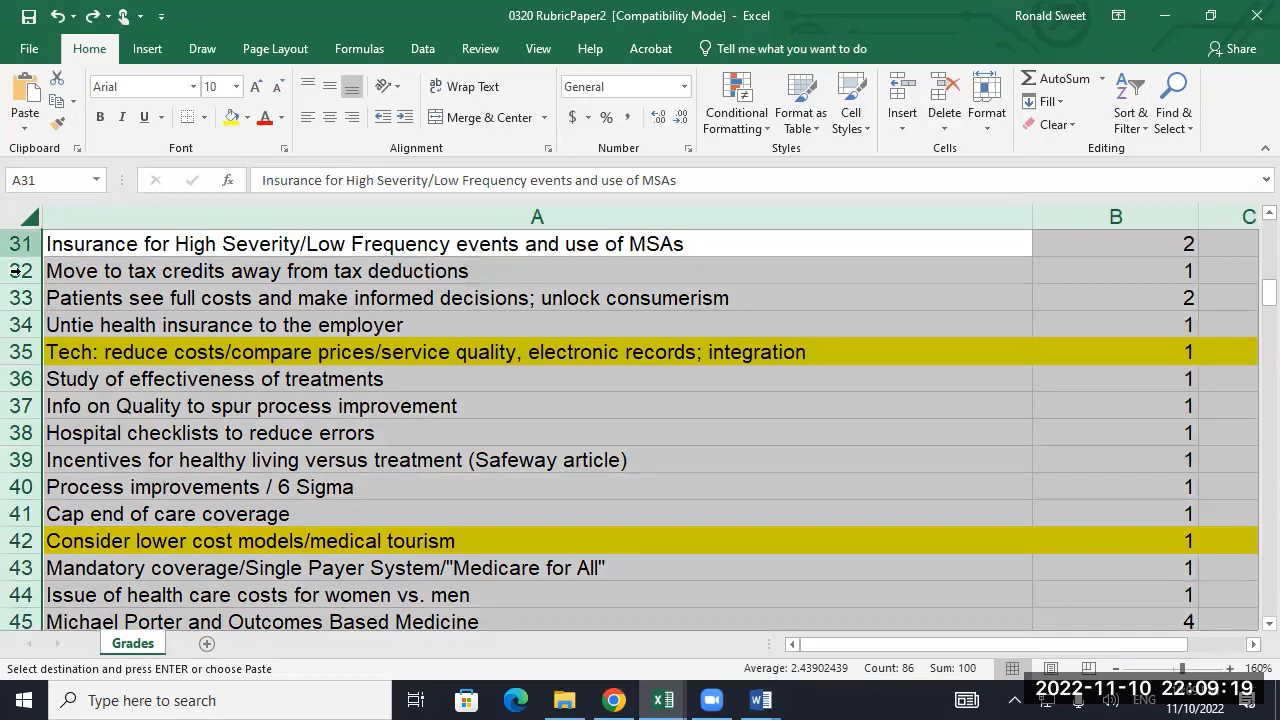 0320 RubricPaper2 [Compatibility Mode] - Excel
Ronald Sweet
File Home Insert Draw Page Layout Formulas Data Review View Help Acrobat Tell me what you want to do Share
Arial 10 Wrap Text General AutoSum
Paste B I U Merge & Center $ % , Conditional Formatting Format as Table Cell Styles Insert Delete Format Fill Sort & Filter Find & Select
Clear
Clipboard Font Alignment Number Styles Cells Editing
A31 fx Insurance for High Severity/Low Frequency events and use of MSAs
A B C
31 Insurance for High Severity/Low Frequency events and use of MSAs 2
32 Move to tax credits away from tax deductions 1
33 Patients see full costs and make informed decisions; unlock consumerism 2
34 Untie health insurance to the employer 1
35 Tech: reduce costs/compare prices/service quality, electronic records; integration 1
36 Study of effectiveness of treatments 1
37 Info on Quality to spur process improvement 1
38 Hospital checklists to reduce errors 1
39 Incentives for healthy living versus treatment (Safeway article) 1
40 Process improvements / 6 Sigma 1
41 Cap end of care coverage 1
42 Consider lower cost models/medical tourism 1
43 Mandatory coverage/Single Payer System/"Medicare for All" 1
44 Issue of health care costs for women vs. men 1
45 Michael Porter and Outcomes Based Medicine 4
Grades
Select destination and press ENTER or choose Paste Average: 2.43902439 Count: 86 Sum: 100 160%
Type here to search
2022-11-10 22:09:19
ENG
11/10/2022